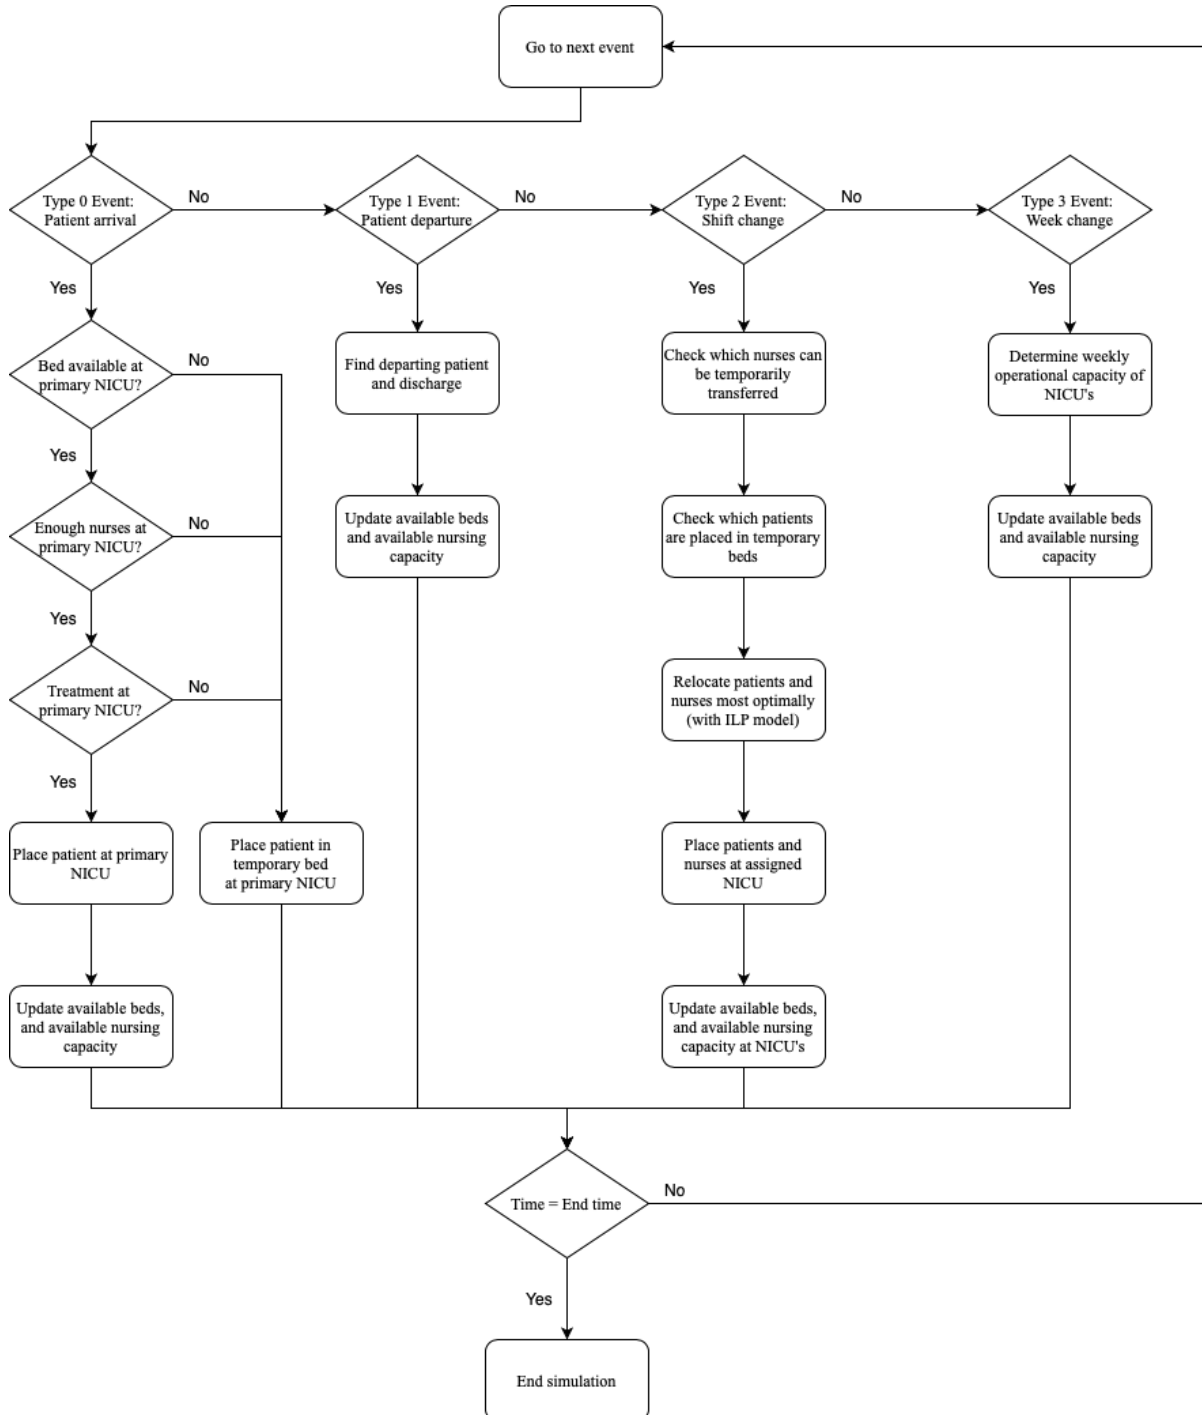 Go to next event
Type 0 Event:
Patient arrival
No
Type 1 Event:
Patient departure
No
Type 2 Event:
Shift change
No
Type 3 Event:
Week change
Yes
Yes
Yes
Yes
Bed available at
primary NICU?
No
Find departing patient
and discharge
Check which nurses can
be temporarily
transferred
Determine weekly
operational capacity of
NICU's
Yes
Enough nurses at
primary NICU?
No
Update available beds
and available nursing
capacity
Check which patients
are placed in temporary
beds
Update available beds
and available nursing
capacity
Yes
Treatment at
primary NICU?
No
Relocate patients and
nurses most optimally
(with ILP model)
Yes
Place patient at primary
NICU
Place patient in
temporary bed
at primary NICU
Place patients and
nurses at assigned
NICU
Update available beds,
and available nursing
capacity
Update available beds,
and available nursing
capacity at NICU's
Time = End time
No
Yes
End simulation